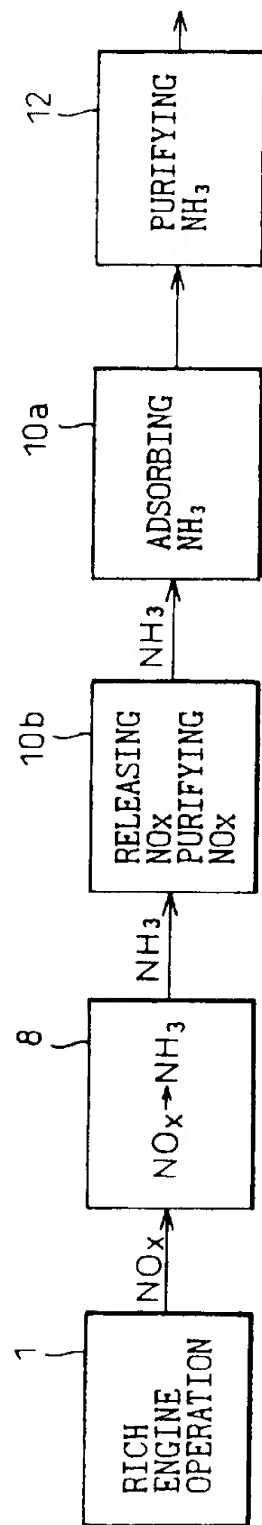 1
RICH
ENGINE
OPERATION
NOx
8
NOx→NH3
NH3
10b
RELEASING
NOx
PURIFYING
NOx
NH3
10a
ADSORBING
NH3
12
PURIFYING
NH3